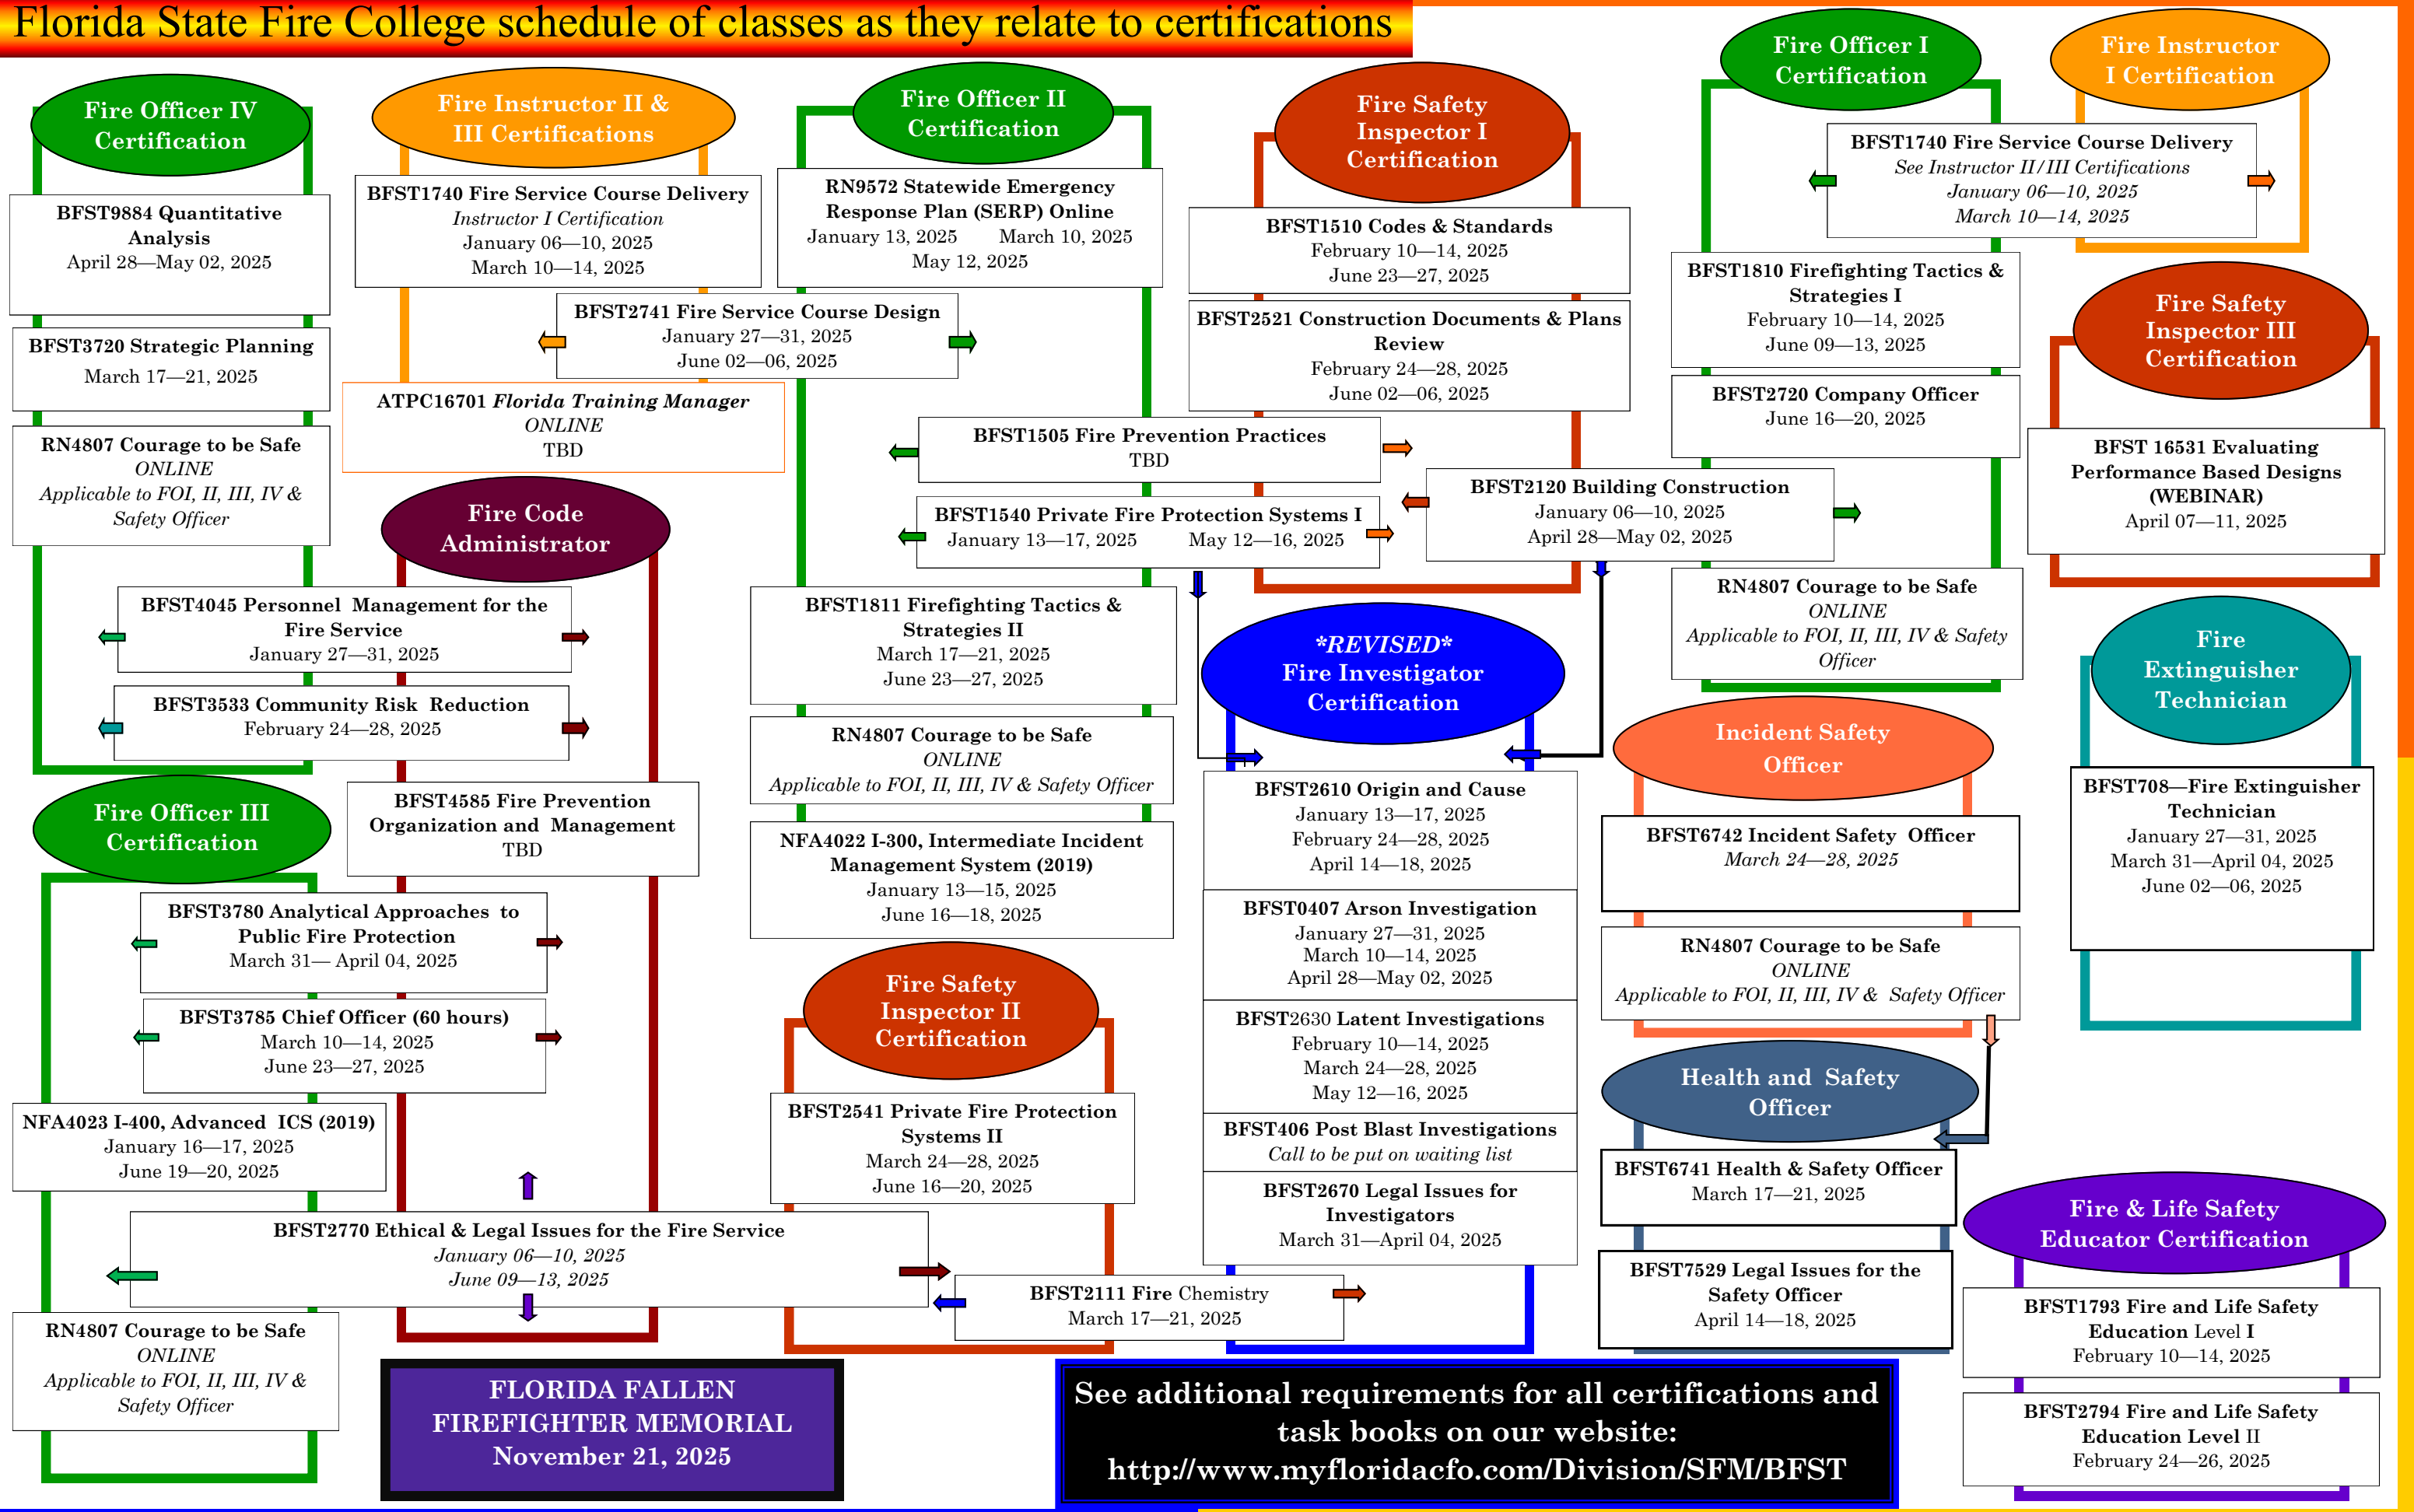 Florida State Fire College schedule of classes as they relate to certifications
Fire Officer IV
Certification
BFST9884 Quantitative
Analysis
April 28—May 02, 2025
BFST3720 Strategic Planning
March 17—21, 2025
RN4807 Courage to be Safe
ONLINE
Applicable to FOI, II, III, IV &
Safety Officer
BFST4045 Personnel Management for the
Fire Service
January 27—31, 2025
BFST3533 Community Risk Reduction
February 24—28, 2025
Fire Officer III
Certification
BFST3780 Analytical Approaches to
Public Fire Protection
March 31— April 04, 2025
BFST3785 Chief Officer (60 hours)
March 10—14, 2025
June 23—27, 2025
NFA4023 I-400, Advanced ICS (2019)
January 16—17, 2025
June 19—20, 2025
BFST2770 Ethical & Legal Issues for the Fire Service
January 06—10, 2025
June 09—13, 2025
RN4807 Courage to be Safe
ONLINE
Applicable to FOI, II, III, IV &
Safety Officer
Fire Instructor II &
III Certifications
BFST1740 Fire Service Course Delivery
Instructor I Certification
January 06—10, 2025
March 10—14, 2025
BFST2741 Fire Service Course Design
January 27—31, 2025
June 02—06, 2025
ATPC16701 Florida Training Manager
ONLINE
TBD
Fire Code
Administrator
BFST4585 Fire Prevention
Organization and Management
TBD
FLORIDA FALLEN
FIREFIGHTER MEMORIAL
November 21, 2025
Fire Officer II
Certification
RN9572 Statewide Emergency
Response Plan (SERP) Online
January 13, 2025 March 10, 2025
May 12, 2025
BFST1505 Fire Prevention Practices
TBD
BFST1540 Private Fire Protection Systems I
January 13—17, 2025 May 12—16, 2025
BFST1811 Firefighting Tactics &
Strategies II
March 17—21, 2025
June 23—27, 2025
RN4807 Courage to be Safe
ONLINE
Applicable to FOI, II, III, IV & Safety Officer
NFA4022 I-300, Intermediate Incident
Management System (2019)
January 13—15, 2025
June 16—18, 2025
Fire Safety
Inspector II
Certification
BFST2541 Private Fire Protection
Systems II
March 24—28, 2025
June 16—20, 2025
BFST2111 Fire Chemistry
March 17—21, 2025
Fire Safety
Inspector I
Certification
BFST1510 Codes & Standards
February 10—14, 2025
June 23—27, 2025
BFST2521 Construction Documents & Plans
Review
February 24—28, 2025
June 02—06, 2025
BFST2120 Building Construction
January 06—10, 2025
April 28—May 02, 2025
*REVISED*
Fire Investigator
Certification
BFST2610 Origin and Cause
January 13—17, 2025
February 24—28, 2025
April 14—18, 2025
BFST0407 Arson Investigation
January 27—31, 2025
March 10—14, 2025
April 28—May 02, 2025
BFST2630 Latent Investigations
February 10—14, 2025
March 24—28, 2025
May 12—16, 2025
BFST406 Post Blast Investigations
Call to be put on waiting list
BFST2670 Legal Issues for
Investigators
March 31—April 04, 2025
See additional requirements for all certifications and
task books on our website:
http://www.myfloridacfo.com/Division/SFM/BFST
Fire Officer I
Certification
Fire Instructor
I Certification
BFST1740 Fire Service Course Delivery
See Instructor II/III Certifications
January 06—10, 2025
March 10—14, 2025
BFST1810 Firefighting Tactics &
Strategies I
February 10—14, 2025
June 09—13, 2025
BFST2720 Company Officer
June 16—20, 2025
RN4807 Courage to be Safe
ONLINE
Applicable to FOI, II, III, IV & Safety
Officer
Incident Safety
Officer
BFST6742 Incident Safety Officer
March 24—28, 2025
RN4807 Courage to be Safe
ONLINE
Applicable to FOI, II, III, IV & Safety Officer
Health and Safety
Officer
BFST6741 Health & Safety Officer
March 17—21, 2025
BFST7529 Legal Issues for the
Safety Officer
April 14—18, 2025
Fire Safety
Inspector III
Certification
BFST 16531 Evaluating
Performance Based Designs
(WEBINAR)
April 07—11, 2025
Fire
Extinguisher
Technician
BFST708—Fire Extinguisher
Technician
January 27—31, 2025
March 31—April 04, 2025
June 02—06, 2025
Fire & Life Safety
Educator Certification
BFST1793 Fire and Life Safety
Education Level I
February 10—14, 2025
BFST2794 Fire and Life Safety
Education Level II
February 24—26, 2025